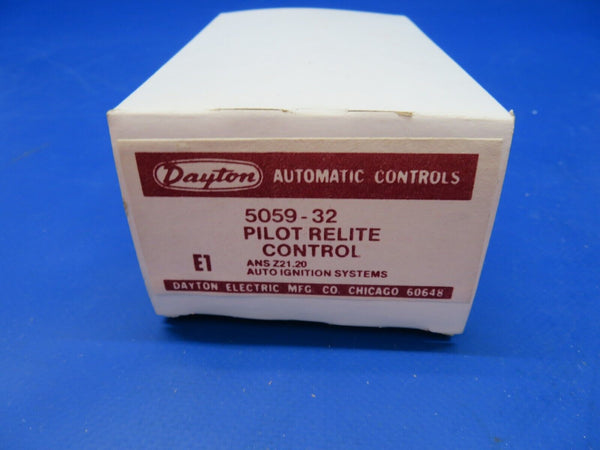 Dayton AUTOMATIC CONTROLS
5059-32
PILOT RELITE
CONTROL
E1 ANS Z21.20
AUTO IGNITION SYSTEMS
DAYTON ELECTRIC MFG. CO. CHICAGO 60648